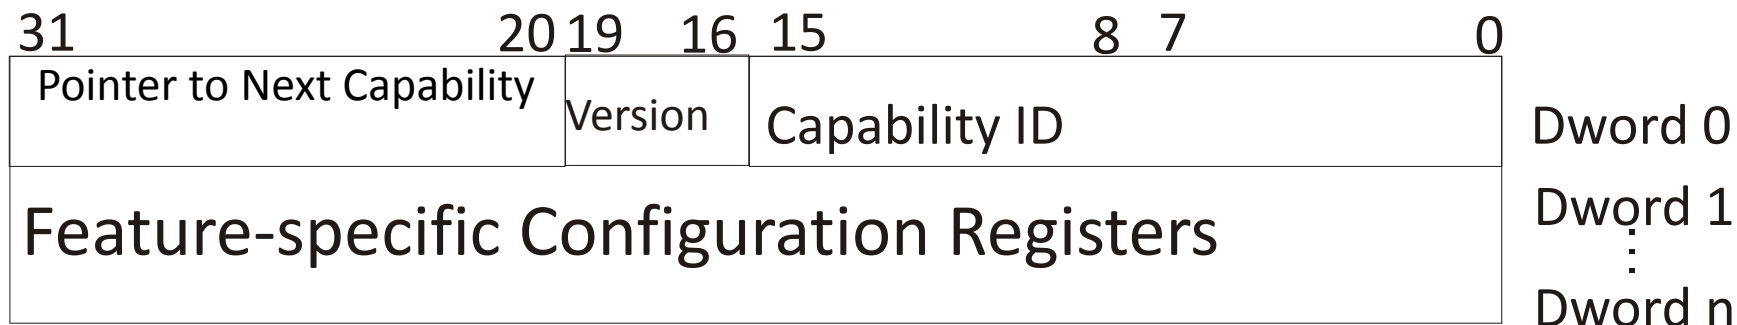 31 20 19 16 15 8 7 0
Pointer to Next Capability
Version
Capability ID
Dword 0
Feature-specific Configuration Registers
Dword 1
Dword n